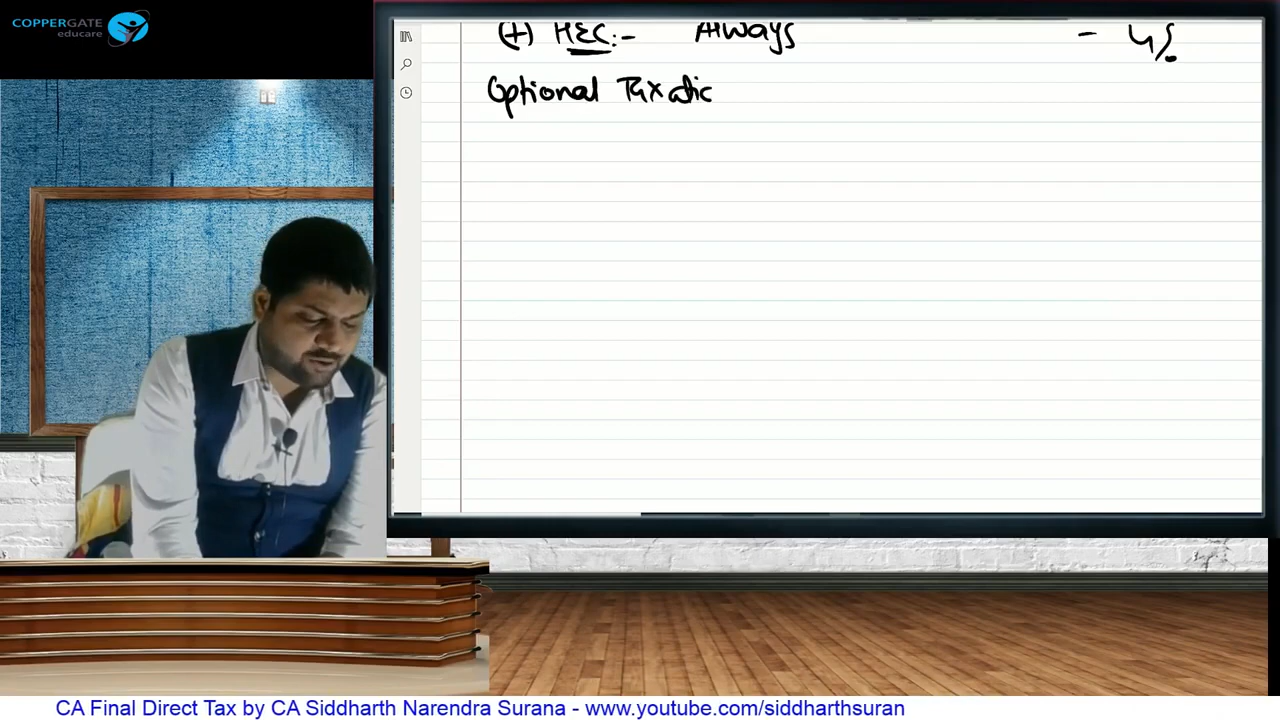 COPPERGATE
educare
(+) HEC:- Always - 4%
Optional Taxatic
CA Final Direct Tax by CA Siddharth Narendra Surana - www.youtube.com/siddharthsuran